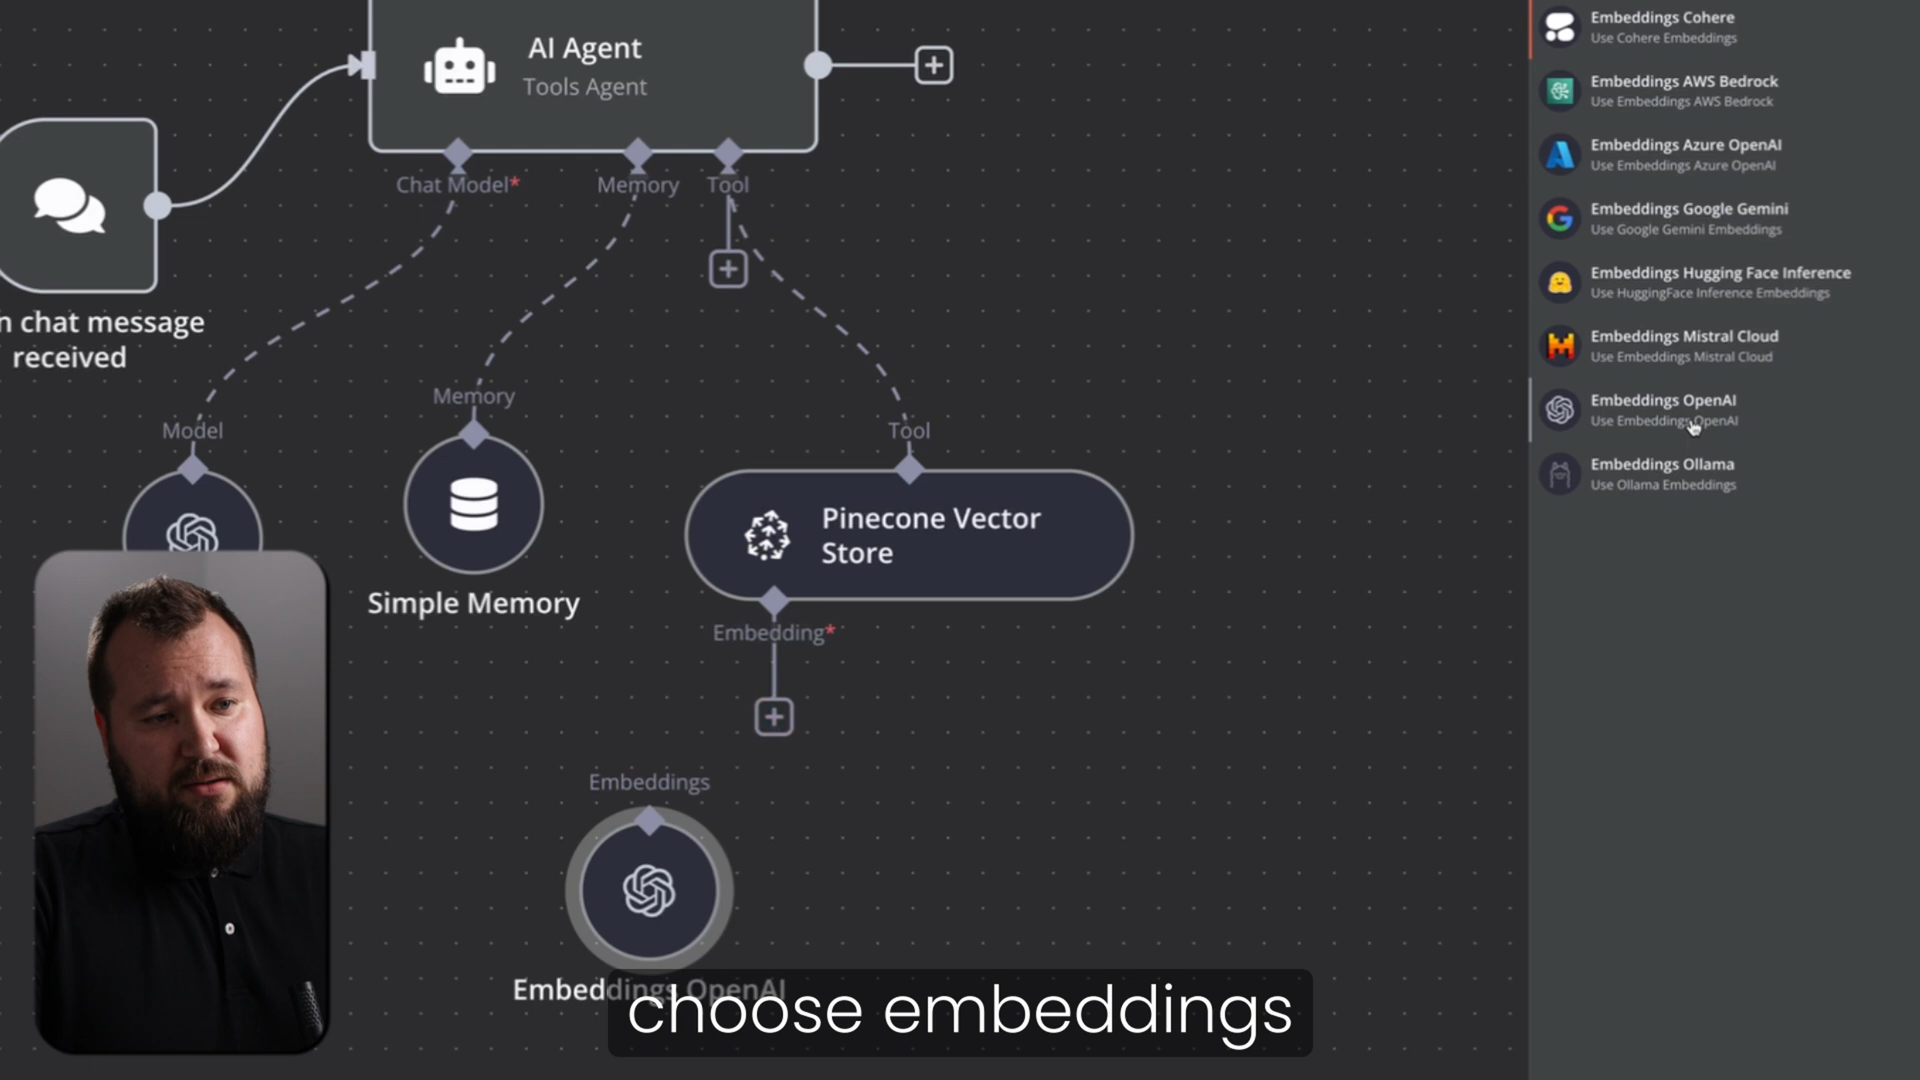 AI Agent
Tools Agent
Chat Model*
Memory
Tool
n chat message
received
Model
Memory
Tool
Simple Memory
Pinecone Vector
Store
Embedding*
Embeddings
Embeddings OpenAI
choose embeddings
Embeddings Cohere
Use Cohere Embeddings
Embeddings AWS Bedrock
Use Embeddings AWS Bedrock
Embeddings Azure OpenAI
Use Embeddings Azure OpenAI
Embeddings Google Gemini
Use Google Gemini Embeddings
Embeddings Hugging Face Inference
Use HuggingFace Inference Embeddings
Embeddings Mistral Cloud
Use Embeddings Mistral Cloud
Embeddings OpenAI
Use Embeddings OpenAI
Embeddings Ollama
Use Ollama Embeddings